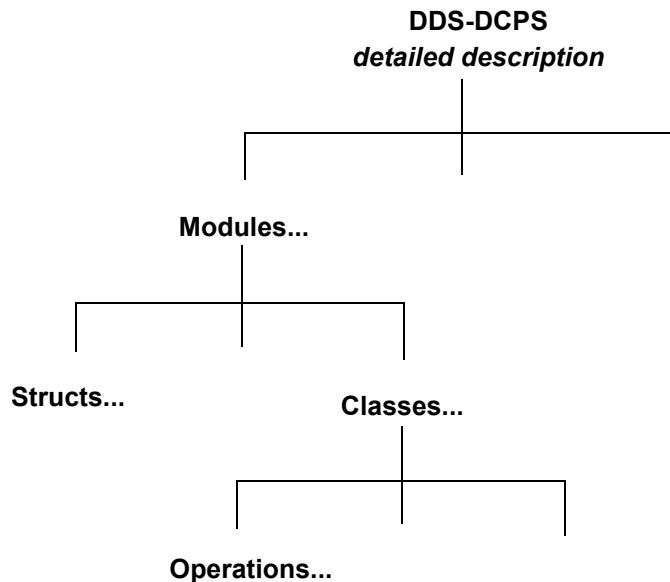 DDS-DCPS
detailed description
Modules...
Structs...
Classes...
Operations...